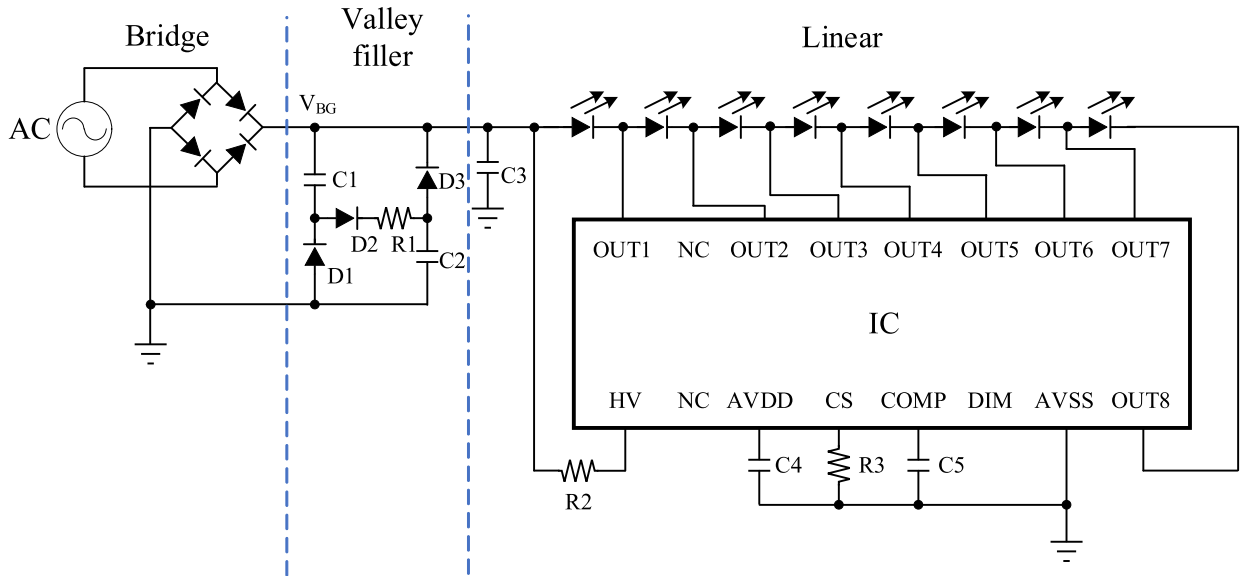 Bridge
Valley
filler
Linear
AC
V_BG
C1
D3
C3
D2
R1
D1
C2
OUT1 NC OUT2 OUT3 OUT4 OUT5 OUT6 OUT7
IC
HV NC AVDD CS COMP DIM AVSS OUT8
R2
C4
R3
C5